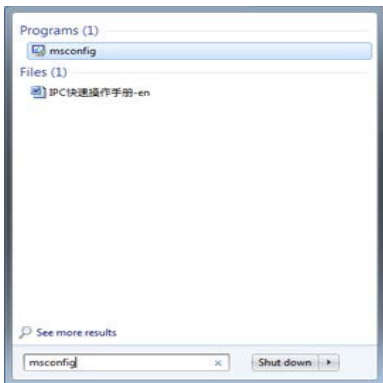 Programs (1)
msconfig
Files (1)
IPC快速操作手册-en
See more results
msconfig
Shut down